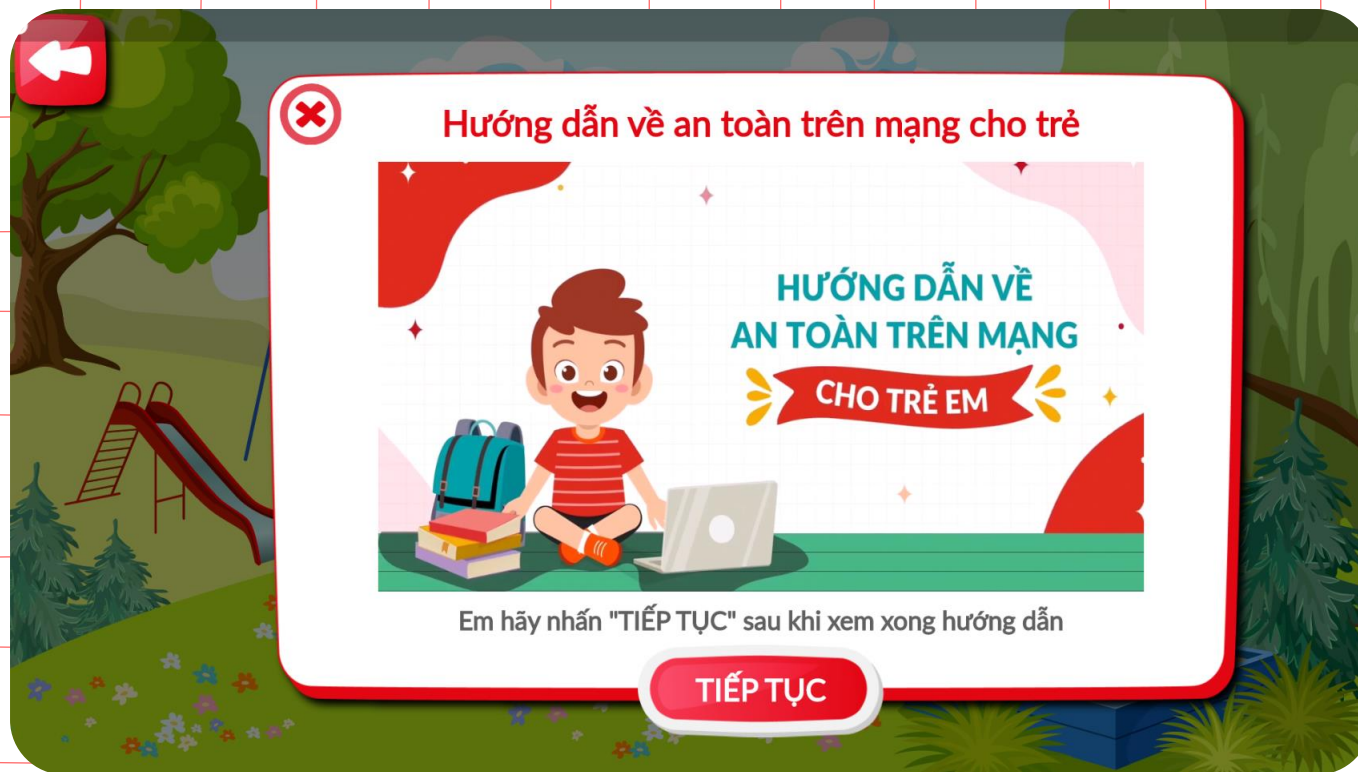 Hướng dẫn về an toàn trên mạng cho trẻ
HƯỚNG DẪN VỀ
AN TOÀN TRÊN MẠNG
CHO TRẺ EM
Em hãy nhấn "TIẾP TỤC" sau khi xem xong hướng dẫn
TIẾP TỤC